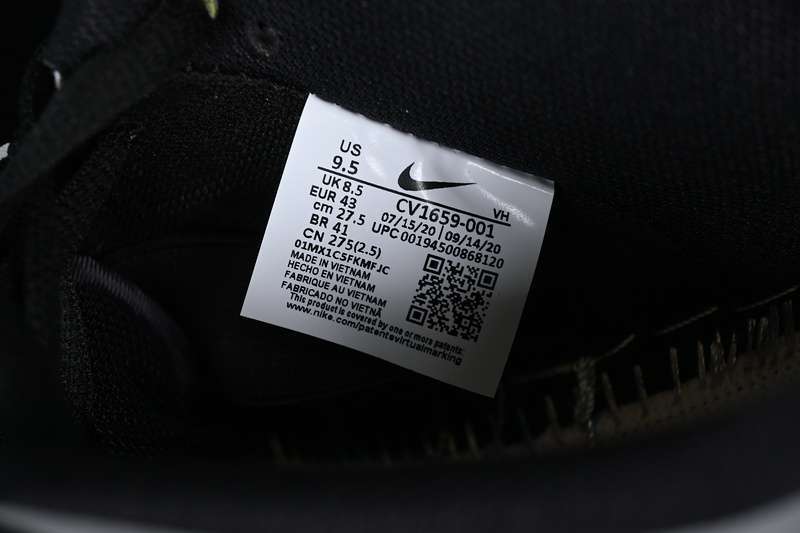 US
9.5
UK 8.5
EUR 43
cm 27.5
BR 41
CN 275(2.5)
CV1659-001 VH
07/15/20 | 09/14/20
UPC 00194500868120
01MX1C5FKMFJC
MADE IN VIETNAM
HECHO EN VIETNAM
FABRIQUE AU VIETNAM
FABRICADO NO VIETNÃ
This product is covered by one or more patents:
www.nike.com/patentsvirtualmarking